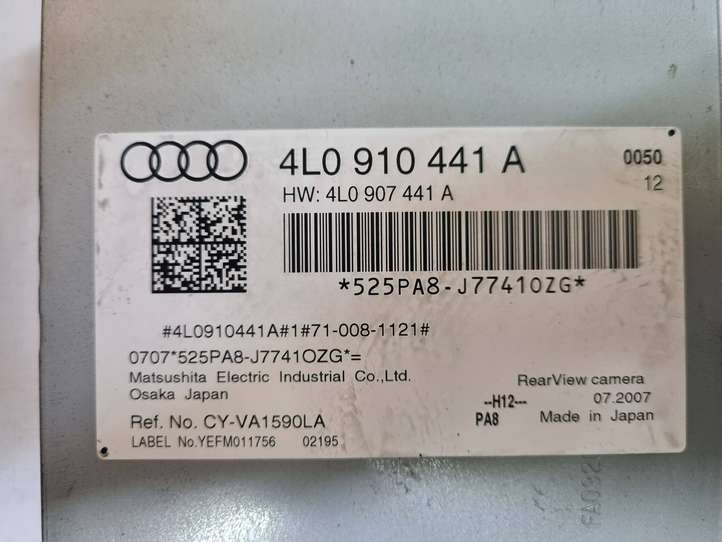 4L0 910 441 A 0050
HW: 4L0 907 441 A 12
*525PA8-J7741OZG*
#4L0910441A#1#71-008-1121#
0707*525PA8-J7741OZG*=
Matsushita Electric Industrial Co.,Ltd.
Osaka Japan
RearView camera
--H12--- 07.2007
Ref. No. CY-VA1590LA PA8 Made in Japan
LABEL No.YEFM011756 02195